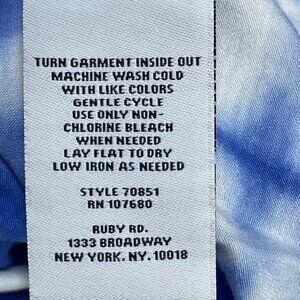 TURN GARMENT INSIDE OUT
MACHINE WASH COLD
WITH LIKE COLORS
GENTLE CYCLE
USE ONLY NON-
CHLORINE BLEACH
WHEN NEEDED
LAY FLAT TO DRY
LOW IRON AS NEEDED
STYLE 70851
RN 107680
RUBY RD.
1333 BROADWAY
NEW YORK. NY. 10018